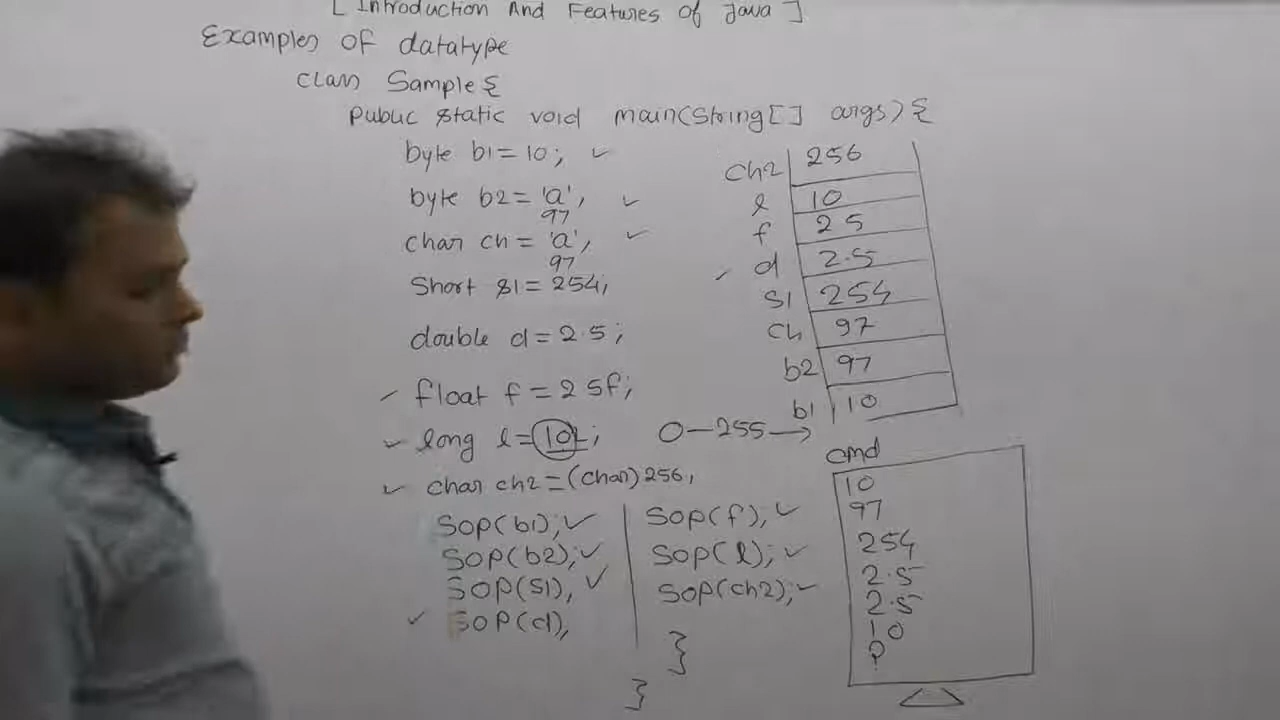 [ Introduction And Features Of Java ]
Examples Of datatype
Class Sample {
Public static void main(String[] args) {
byte b1 = 10;
byte b2 = 'a',
97
char ch = 'a',
97
Short s1 = 254;
double d = 2.5;
float f = 2 5f;
long l = 10L;
0 — 255 →
char ch2 = (char) 256,
SOP(b1);
SOP(b2);
SOP(s1),
SOP(d),
SOP(f),
SOP(l);
SOP(ch2);
}
}
ch2 256
l 10
f 2 5
d 2.5
s1 254
ch 97
b2 97
b1 10
cmd
10
97
254
2.5
2.5
10
?